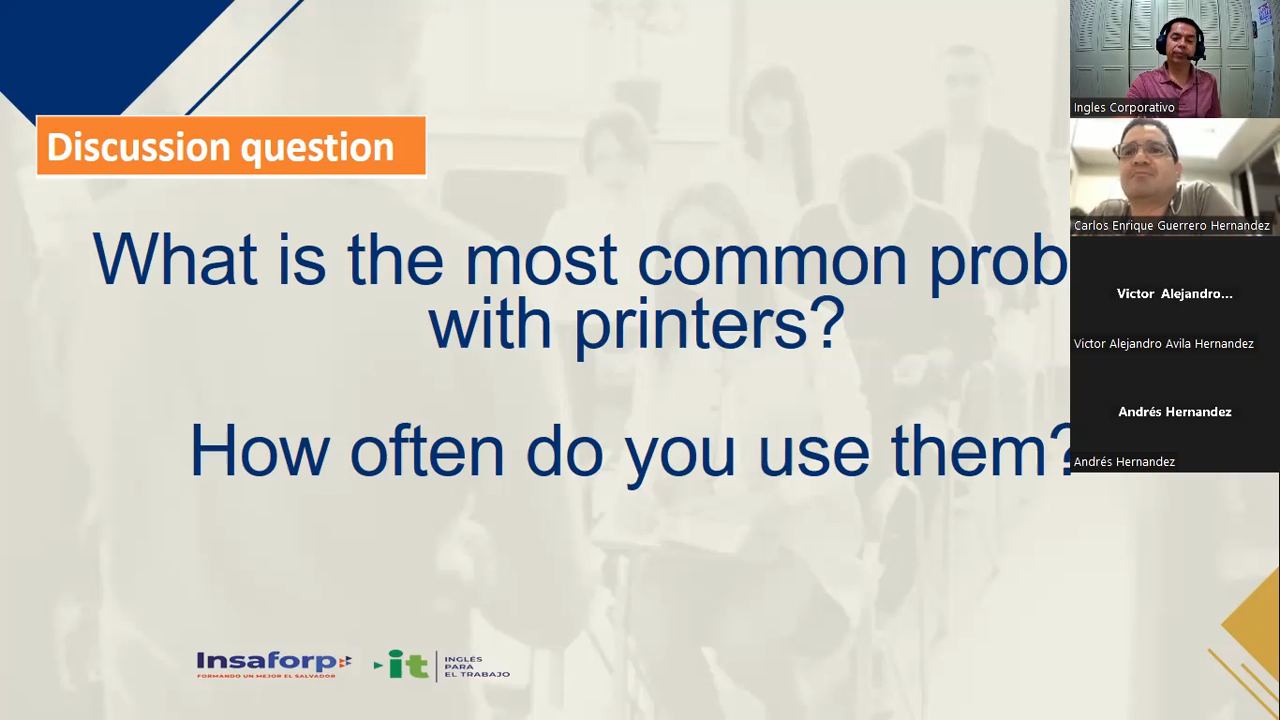 Discussion question
What is the most common prob
with printers?
How often do you use them?
Insaforp
FORMANDO UN MEJOR EL SALVADOR
it
INGLÉS
PARA
EL TRABAJO
Ingles Corporativo
Carlos Enrique Guerrero Hernandez
Victor Alejandro...
Victor Alejandro Avila Hernandez
Andrés Hernandez
Andrés Hernandez